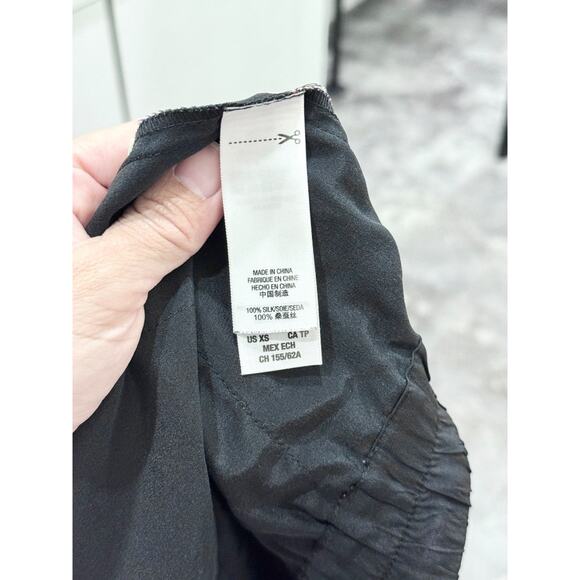 MADE IN CHINA
FABRIQUE EN CHINE
HECHO EN CHINA
中国制造
100% SILK/SOIE/SEDA
100% 桑蚕丝
US XS CA TP
MEX ECH
CH 155/62A